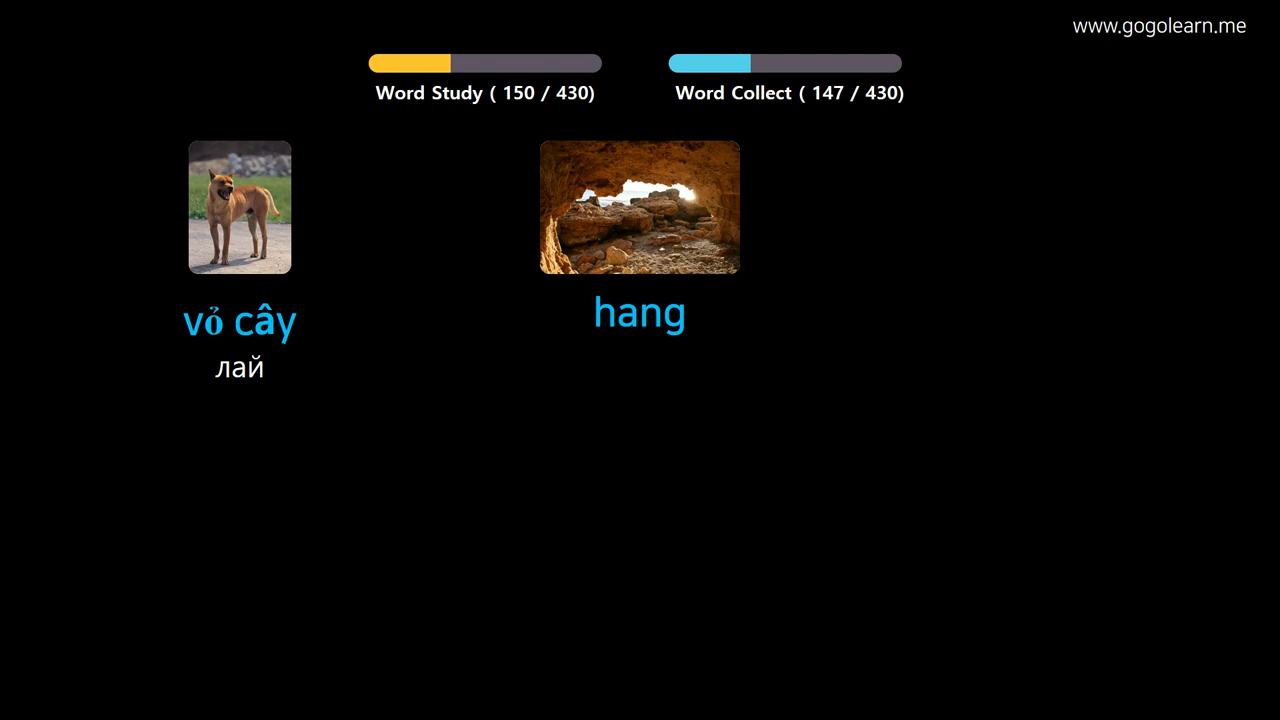 www.gogolearn.me
Word Study ( 150 / 430)
Word Collect ( 147 / 430)
vỏ cây
hang
лай